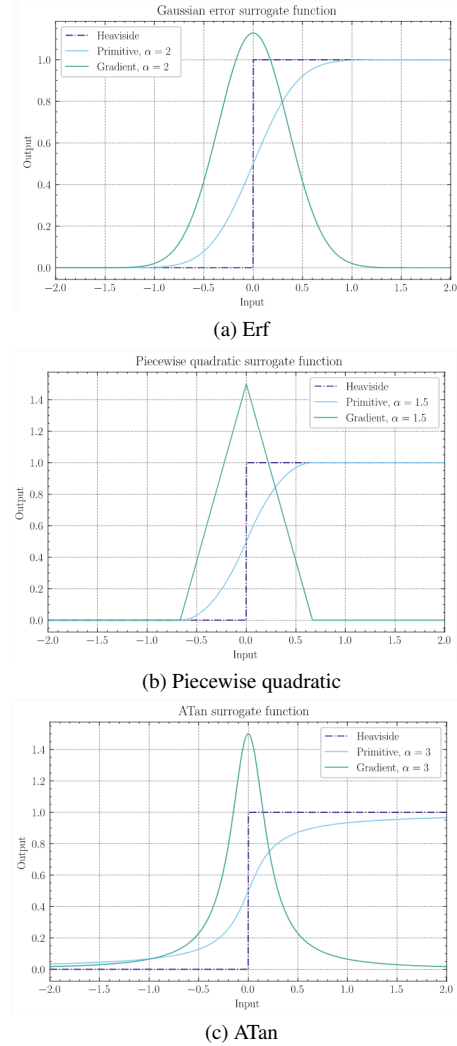 Gaussian error surrogate function
Heaviside
Primitive, α = 2
Gradient, α = 2
Output
1.0
0.8
0.6
0.4
0.2
0.0
−2.0 −1.5 −1.0 −0.5 0.0 0.5 1.0 1.5 2.0
Input
(a) Erf
Piecewise quadratic surrogate function
Heaviside
Primitive, α = 1.5
Gradient, α = 1.5
Output
1.4
1.2
1.0
0.8
0.6
0.4
0.2
0.0
−2.0 −1.5 −1.0 −0.5 0.0 0.5 1.0 1.5 2.0
Input
(b) Piecewise quadratic
ATan surrogate function
Heaviside
Primitive, α = 3
Gradient, α = 3
Output
1.4
1.2
1.0
0.8
0.6
0.4
0.2
0.0
−2.0 −1.5 −1.0 −0.5 0.0 0.5 1.0 1.5 2.0
Input
(c) ATan